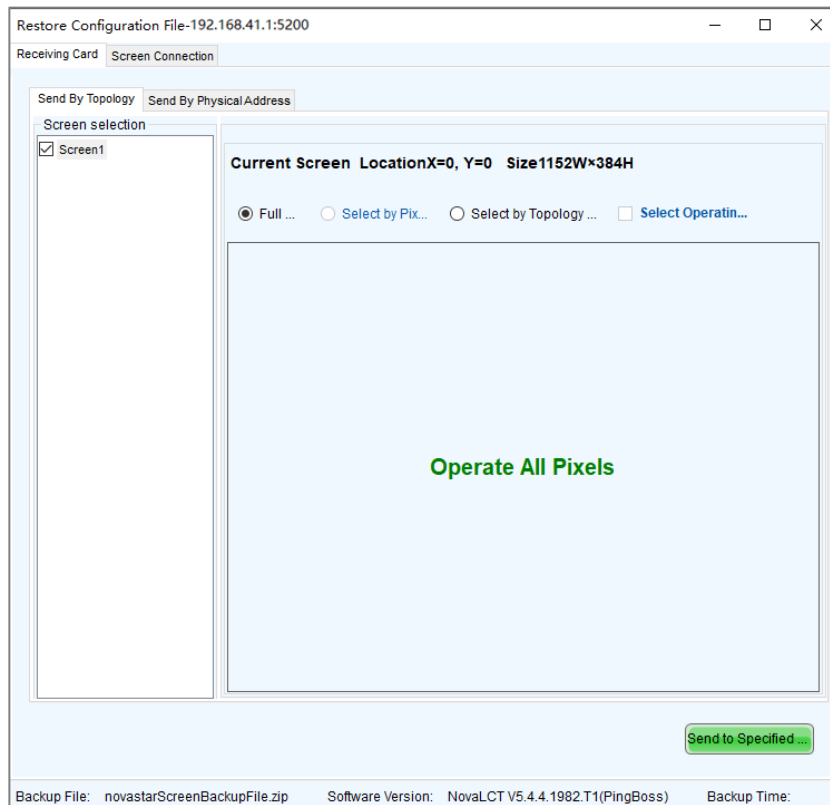 Restore Configuration File-192.168.41.1:5200
Receiving Card Screen Connection
Send By Topology Send By Physical Address
Screen selection
Screen1
Current Screen LocationX=0, Y=0 Size1152W×384H
Full ... Select by Pix... Select by Topology ... Select Operatin...
Operate All Pixels
Send to Specified ...
Backup File: novastarScreenBackupFile.zip Software Version: NovaLCT V5.4.4.1982.T1(PingBoss) Backup Time: